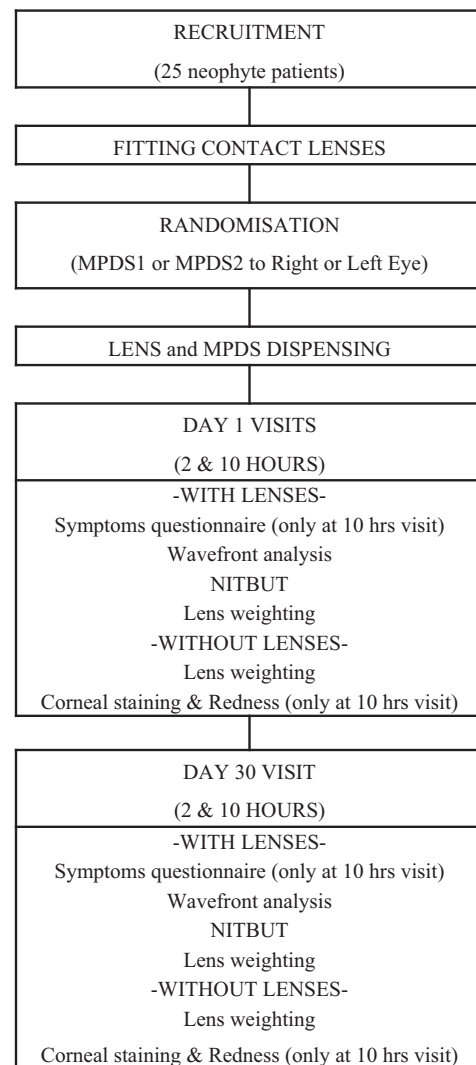 RECRUITMENT
(25 neophyte patients)
FITTING CONTACT LENSES
RANDOMISATION
(MPDS1 or MPDS2 to Right or Left Eye)
LENS and MPDS DISPENSING
DAY 1 VISITS
(2 & 10 HOURS)
-WITH LENSES-
Symptoms questionnaire (only at 10 hrs visit)
Wavefront analysis
NITBUT
Lens weighting
-WITHOUT LENSES-
Lens weighting
Corneal staining & Redness (only at 10 hrs visit)
DAY 30 VISIT
(2 & 10 HOURS)
-WITH LENSES-
Symptoms questionnaire (only at 10 hrs visit)
Wavefront analysis
NITBUT
Lens weighting
-WITHOUT LENSES-
Lens weighting
Corneal staining & Redness (only at 10 hrs visit)